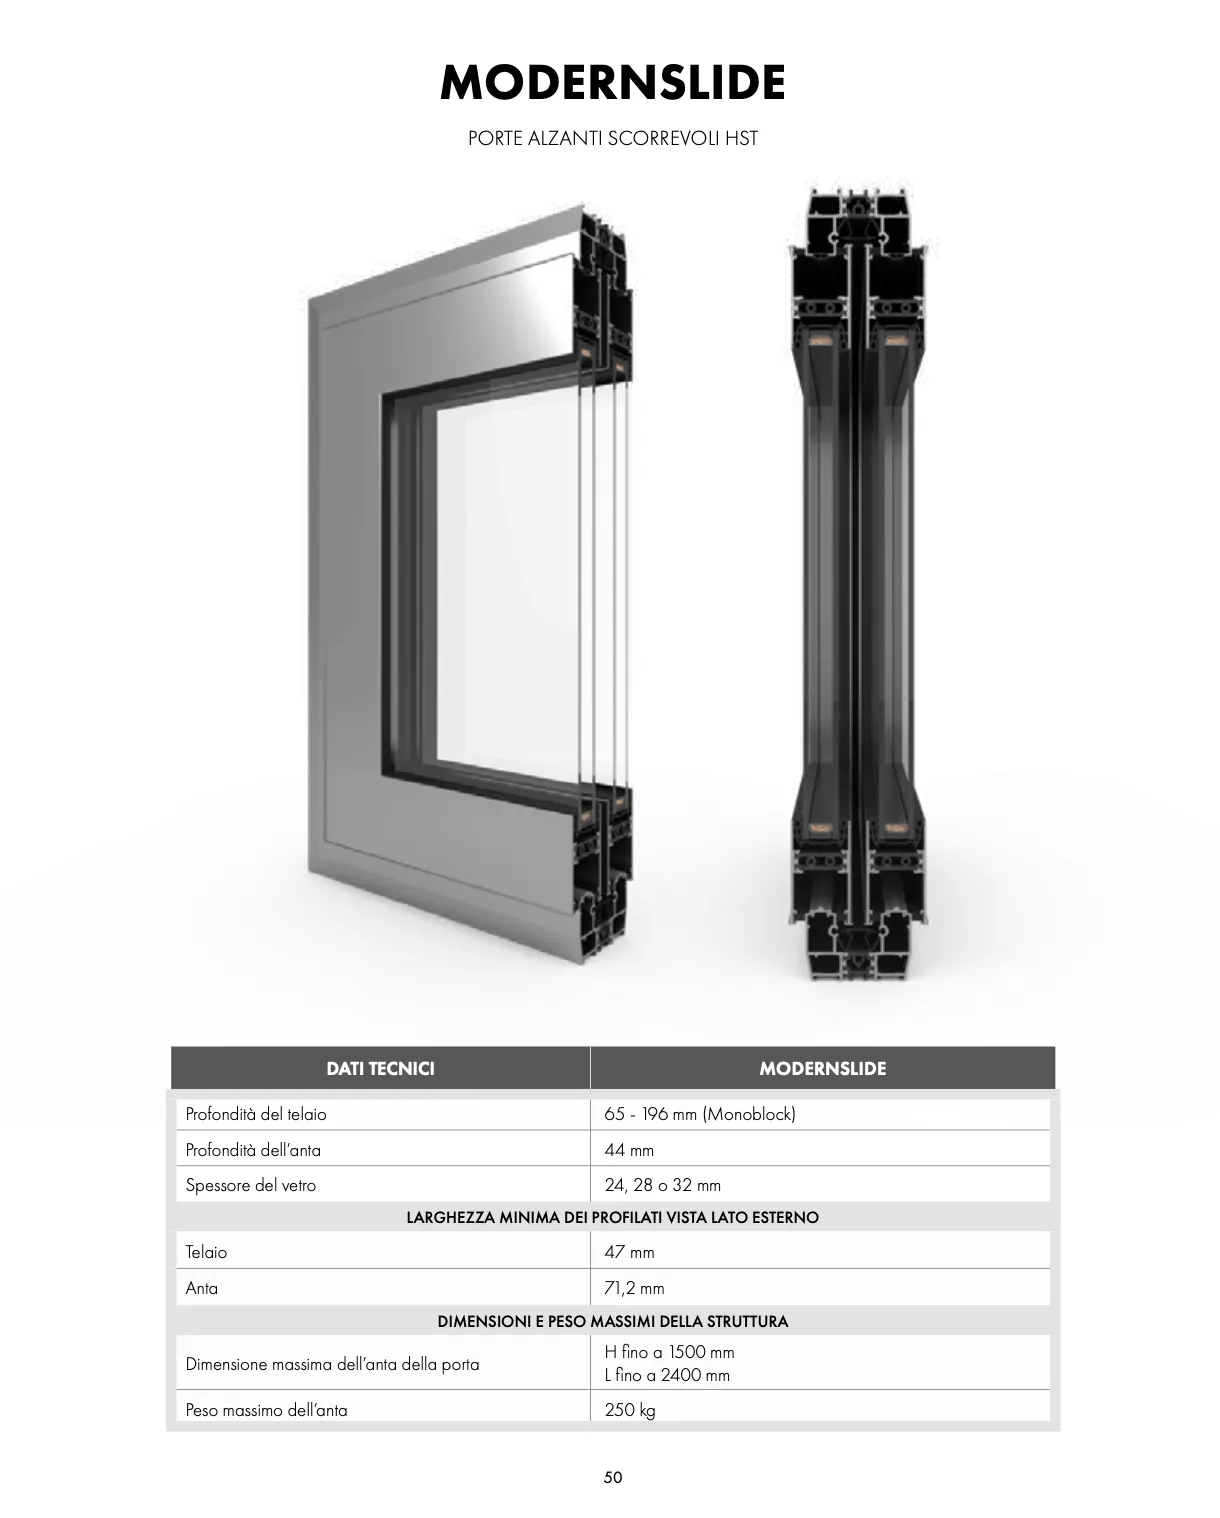 MODERNSLIDE
PORTE ALZANTI SCORREVOLI HST
DATI TECNICI MODERNSLIDE
Profondità del telaio 65 - 196 mm (Monoblock)
Profondità dell'anta 44 mm
Spessore del vetro 24, 28 o 32 mm
LARGHEZZA MINIMA DEI PROFILATI VISTA LATO ESTERNO
Telaio 47 mm
Anta 71,2 mm
DIMENSIONI E PESO MASSIMI DELLA STRUTTURA
Dimensione massima dell'anta della porta H fino a 1500 mm
L fino a 2400 mm
Peso massimo dell'anta 250 kg
50